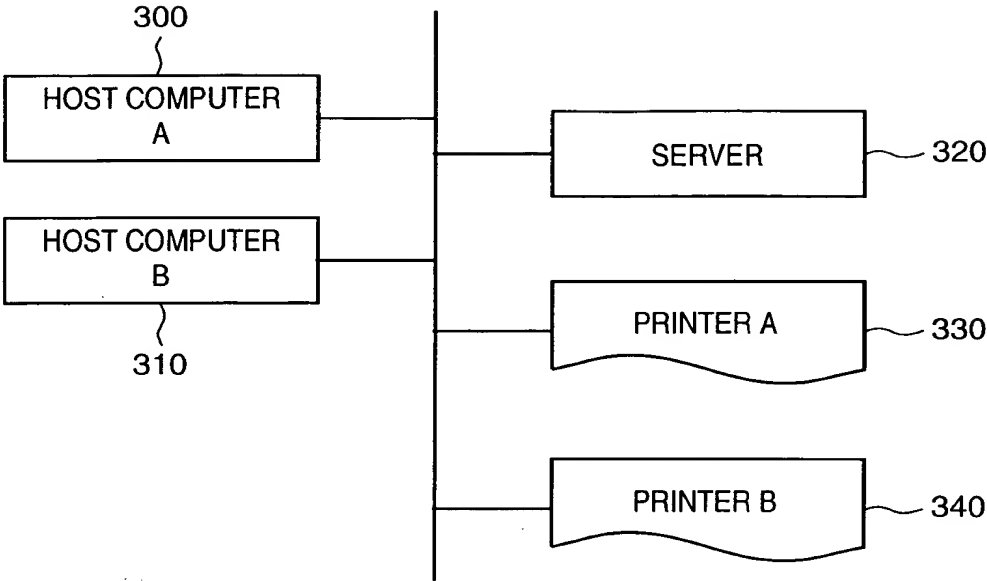 300
HOST COMPUTER
A
HOST COMPUTER
B
310
SERVER
320
PRINTER A
330
PRINTER B
340